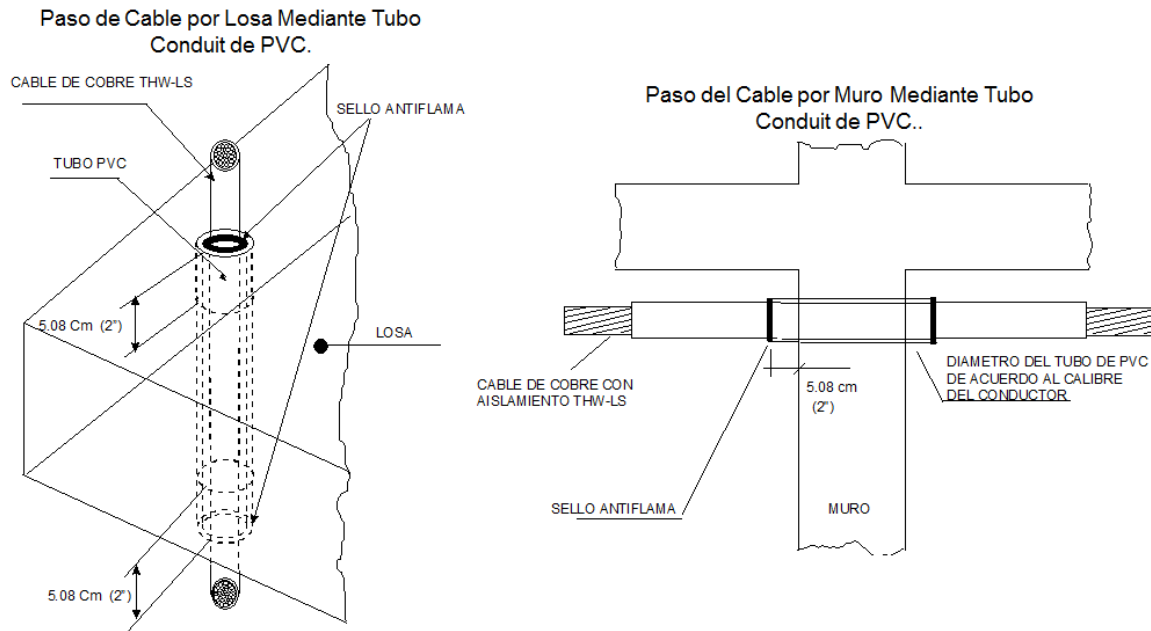 Paso de Cable por Losa Mediante Tubo
Conduit de PVC.
CABLE DE COBRE THW-LS
SELLO ANTIFLAMA
TUBO PVC
5.08 Cm (2")
LOSA
5.08 Cm (2")
Paso del Cable por Muro Mediante Tubo
Conduit de PVC..
CABLE DE COBRE CON
AISLAMIENTO THW-LS
5.08 cm
(2")
DIAMETRO DEL TUBO DE PVC
DE ACUERDO AL CALIBRE
DEL CONDUCTOR
SELLO ANTIFLAMA
MURO